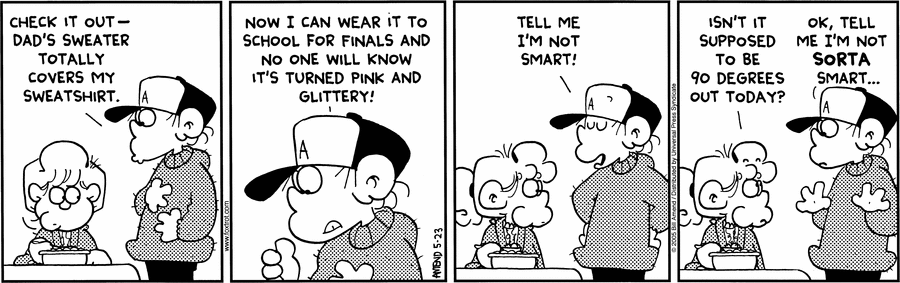 CHECK IT OUT—
DAD'S SWEATER
TOTALLY
COVERS MY
SWEATSHIRT.
A
www.foxtrot.com
NOW I CAN WEAR IT TO
SCHOOL FOR FINALS AND
NO ONE WILL KNOW
IT'S TURNED PINK AND
GLITTERY!
A
AMEND 5-23
TELL ME
I'M NOT
SMART!
A
ISN'T IT
SUPPOSED
TO BE
90 DEGREES
OUT TODAY?
OK, TELL
ME I'M NOT
SORTA
SMART...
A